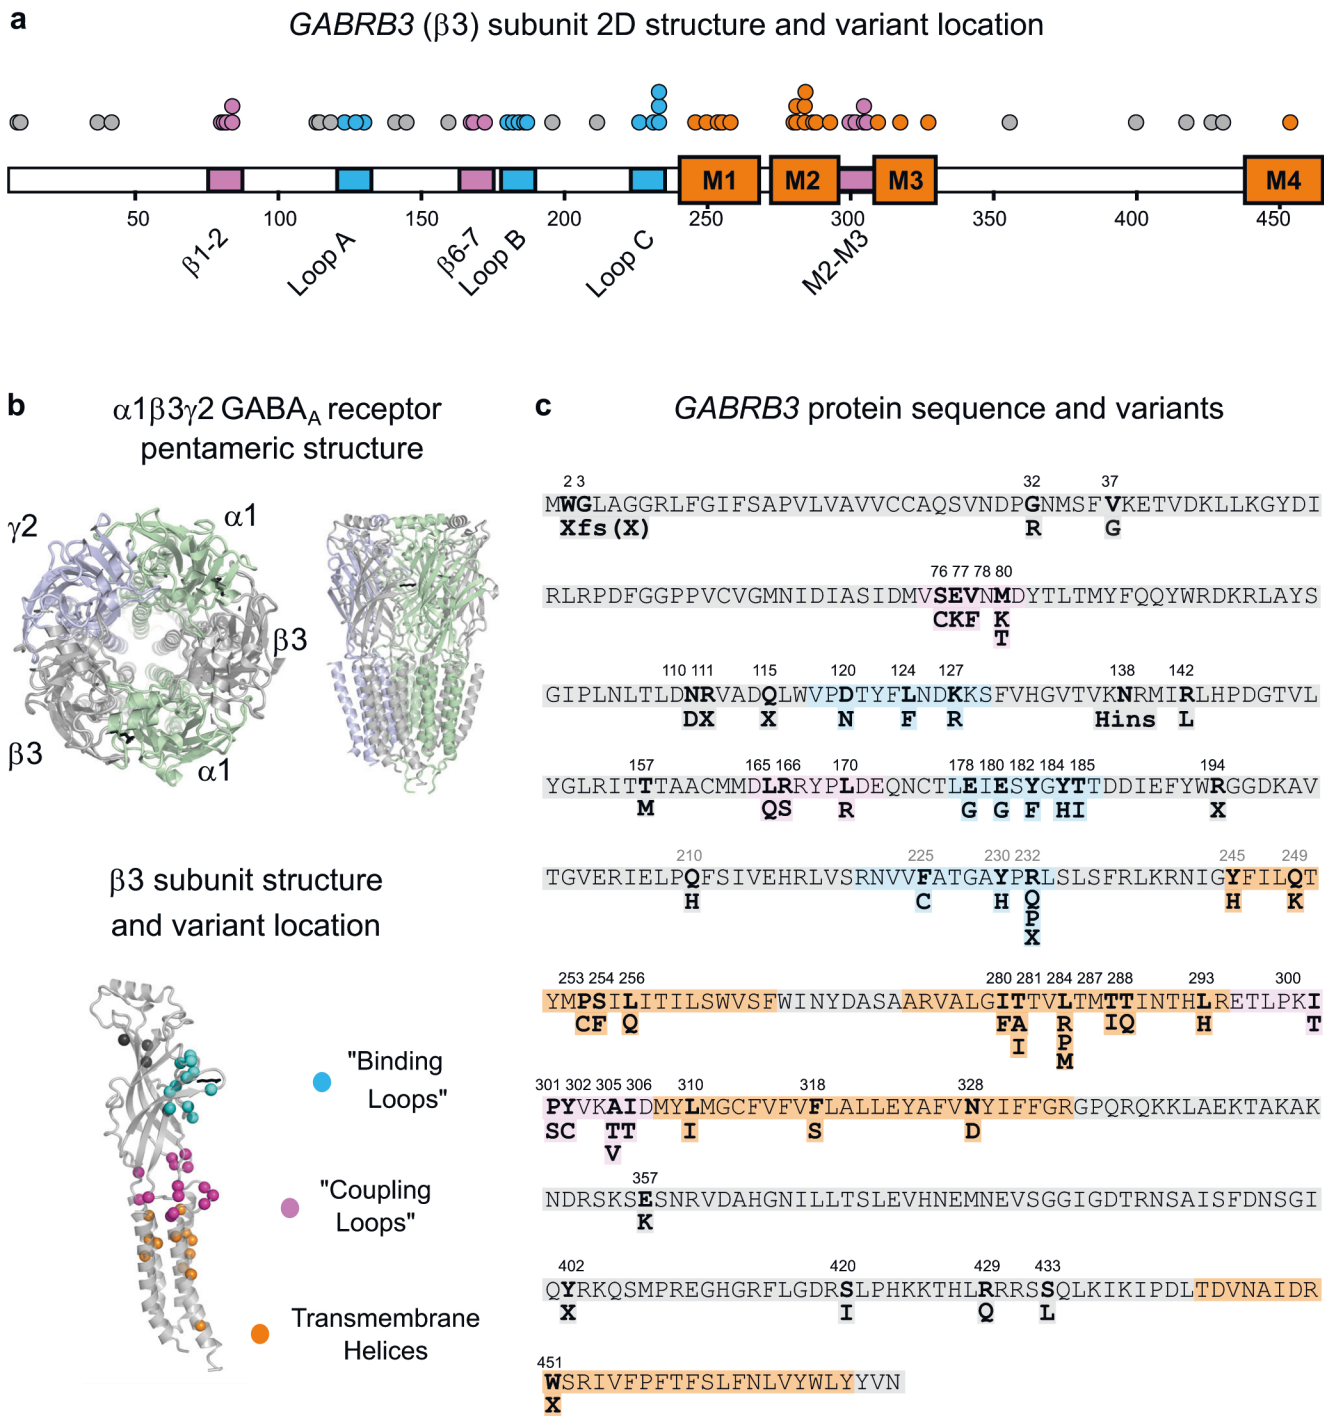 a
GABRB3 (β3) subunit 2D structure and variant location
M1 M2 M3 M4
50 100 150 200 250 300 350 400 450
β1-2 Loop A β6-7 Loop B Loop C M2-M3
b
α1β3γ2 GABAA receptor
pentameric structure
γ2
α1
β3
β3
α1
β3 subunit structure
and variant location
"Binding
Loops"
"Coupling
Loops"
Transmembrane
Helices
c
GABRB3 protein sequence and variants
2 3 32 37
MWGLAGGRLFGIFSAPVLVAVVCCAQSVNDPGNMSFVKETVDKLLKGYDI
Xfs(X) R G
76 77 78 80
RLRPDFGGPPVCVGMNIDIASIDMVSEVNMDYTLTMYFQQYWRDKRLAYS
CKF K
T
110 111 115 120 124 127 138 142
GIPLNLTLDNRVADQLWVPDTYFLNDKKSFVHGVTVKNRMIRLHPDGTVL
DX X N F R Hins L
157 165 166 170 178 180 182 184 185 194
YGLRITTTAACMMDLRRYPLDEQNCTLEIESYGYTTDDIEFYWRGGDKAV
M QS R G G F HI X
210 225 230 232 245 249
TGVERIELPQFSIVEHRLVSRNVVFATGAYPRLSLSFRLKRNIGYFILQT
H C H Q H K
P
X
253 254 256 280 281 284 287 288 293 300
YMPSILITILSWVSFWINYDASAARVALGITTVLTMTTINTHLRETLPKI
CF Q FA R IQ H T
I P
M
301 302 305 306 310 318 328
PYVKAIDMYLMGCFVFVFLALLEYAFVNYIFFGRGPQRQKKLAEKTAKAK
SC TT I S D
V
357
NDRSKSESNRVDAHGNILLTSLEVHNEMNEVSGGIGDTRNSAISFDNSGI
K
402 420 429 433
QYRKQSMPREGHGRFLGDRSLPHKKTHLRRRSSQLKIKIPDLTDVNAIDR
X I Q L
451
WSRIVFPFTFSLFNLVYWLYYVN
X